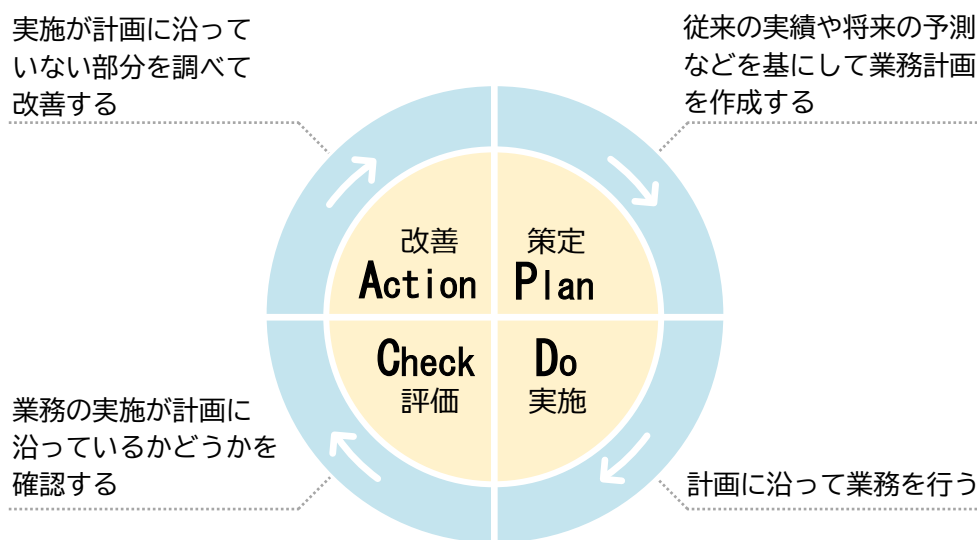 実施が計画に沿って
いない部分を調べて
改善する
従来の実績や将来の予測
などを基にして業務計画
を作成する
改善
Action
策定
Plan
Check
評価
Do
実施
業務の実施が計画に
沿っているかどうかを
確認する
計画に沿って業務を行う